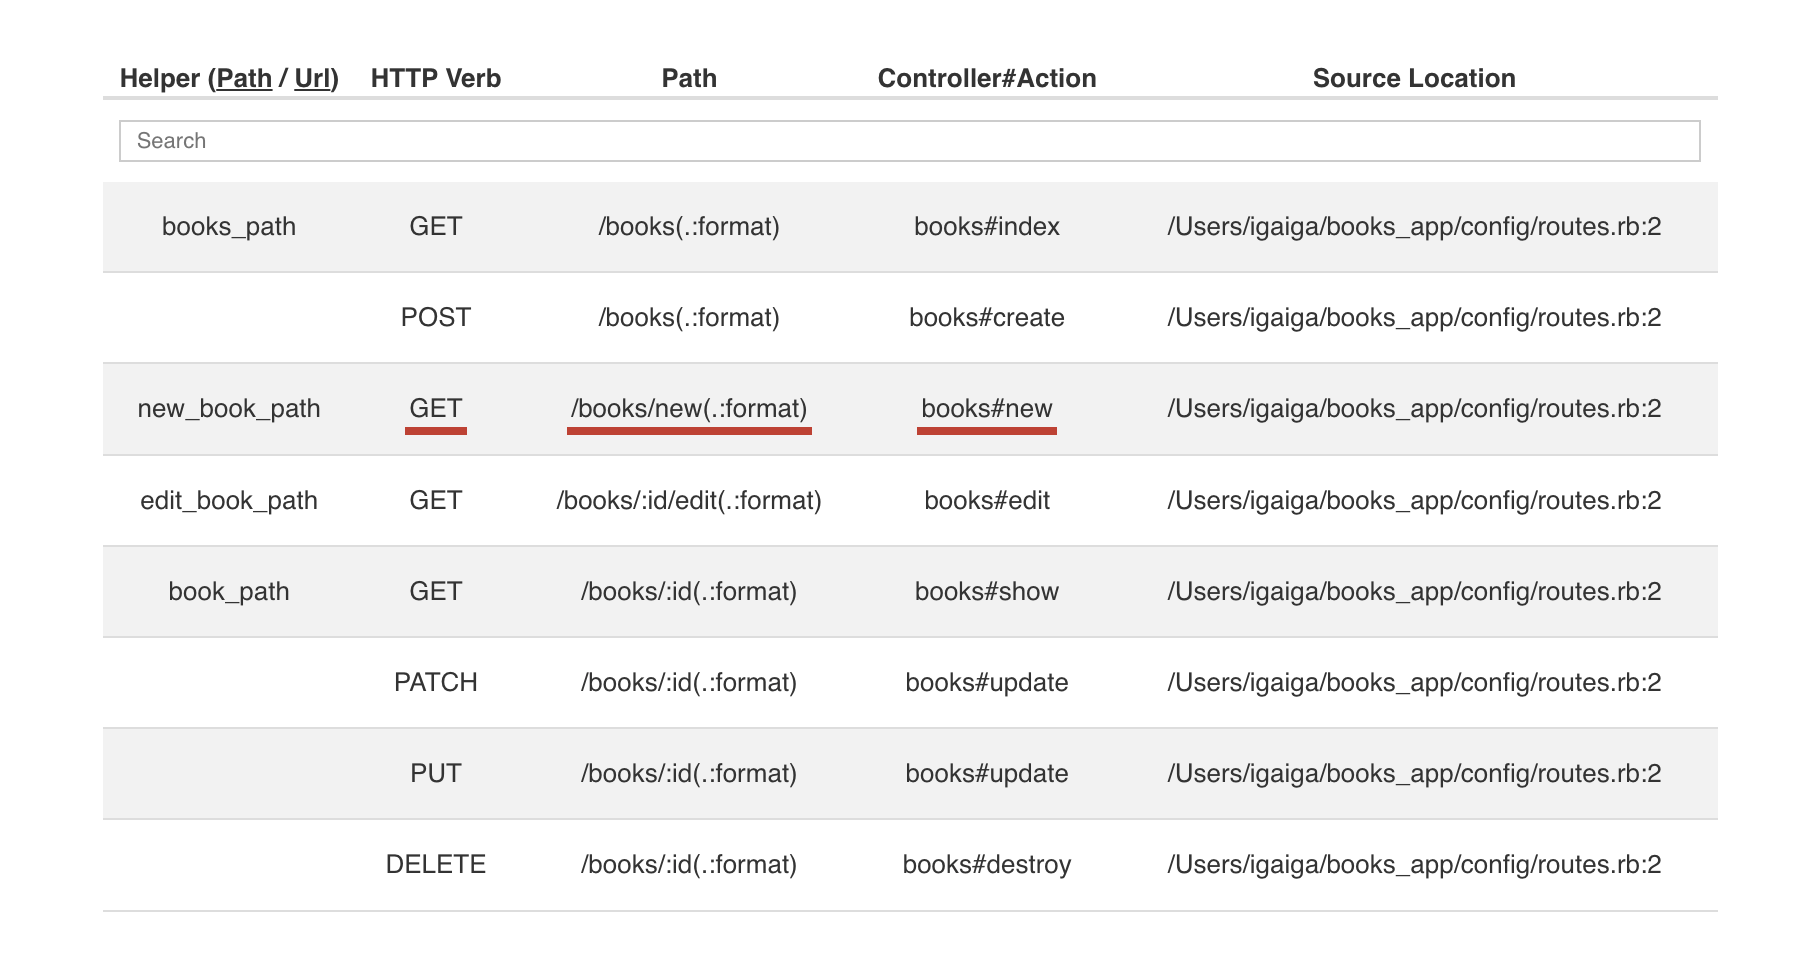 Helper (Path / Url) HTTP Verb Path Controller#Action Source Location
Search
books_path GET /books(.:format) books#index /Users/igaiga/books_app/config/routes.rb:2
POST /books(.:format) books#create /Users/igaiga/books_app/config/routes.rb:2
new_book_path GET /books/new(.:format) books#new /Users/igaiga/books_app/config/routes.rb:2
edit_book_path GET /books/:id/edit(.:format) books#edit /Users/igaiga/books_app/config/routes.rb:2
book_path GET /books/:id(.:format) books#show /Users/igaiga/books_app/config/routes.rb:2
PATCH /books/:id(.:format) books#update /Users/igaiga/books_app/config/routes.rb:2
PUT /books/:id(.:format) books#update /Users/igaiga/books_app/config/routes.rb:2
DELETE /books/:id(.:format) books#destroy /Users/igaiga/books_app/config/routes.rb:2